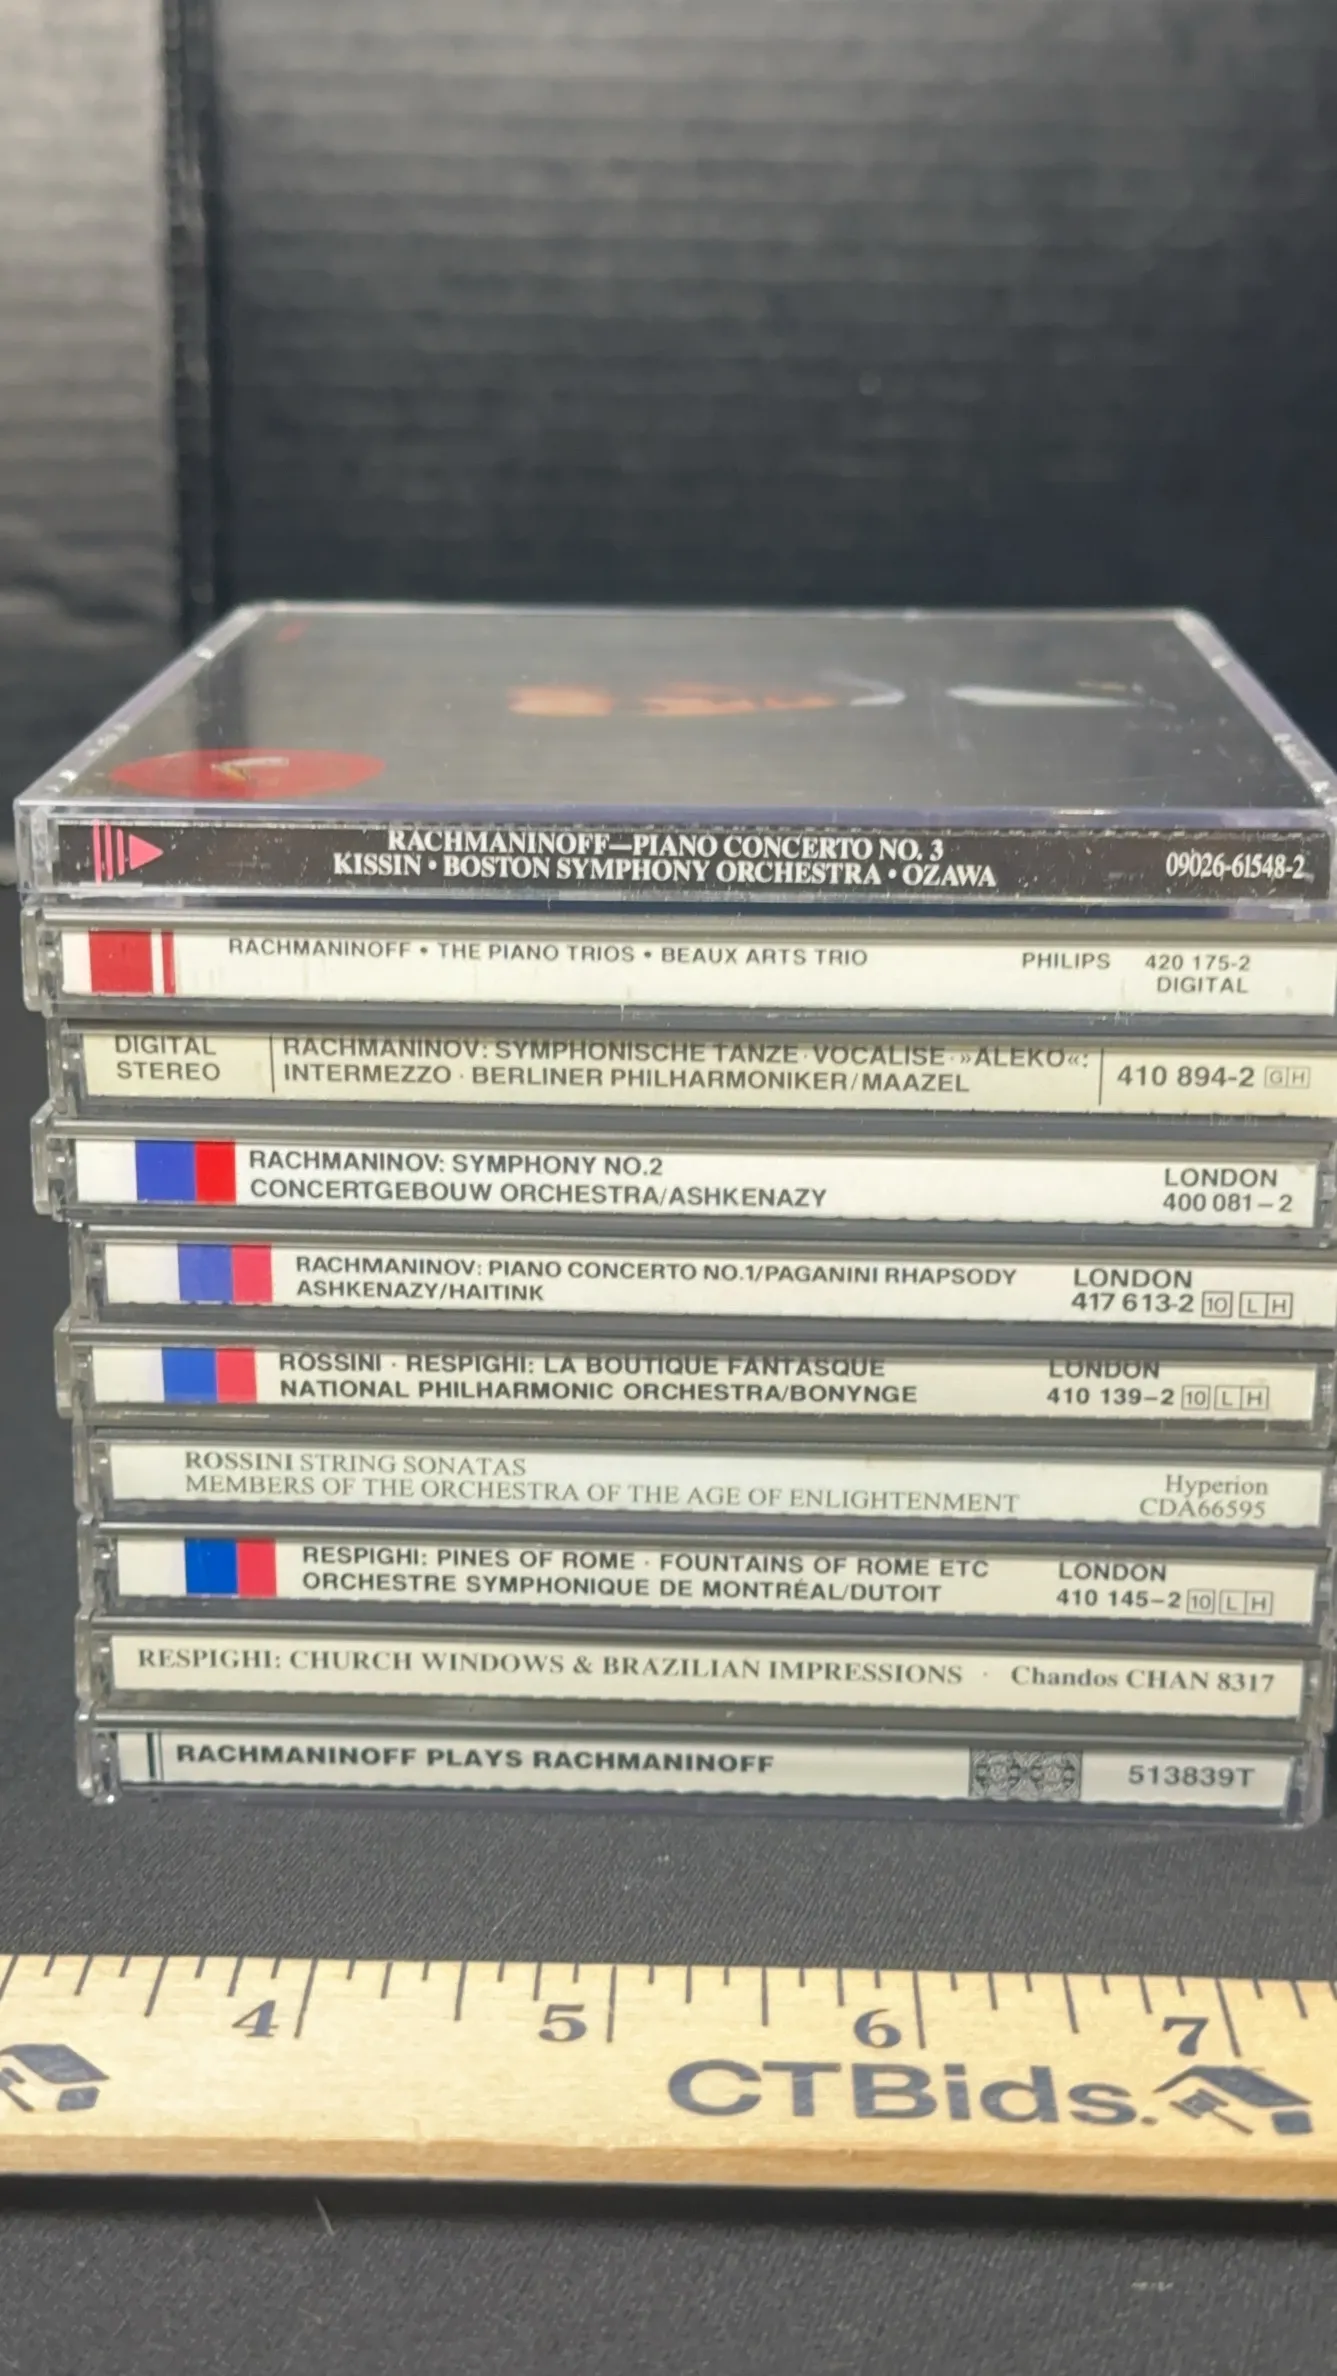 RACHMANINOFF—PIANO CONCERTO NO. 3
KISSIN • BOSTON SYMPHONY ORCHESTRA • OZAWA
09026-61548-2
RACHMANINOFF • THE PIANO TRIOS • BEAUX ARTS TRIO
PHILIPS 420 175-2
DIGITAL
DIGITAL
STEREO
RACHMANINOV: SYMPHONISCHE TANZE · VOCALISE · »ALEKO«:
INTERMEZZO · BERLINER PHILHARMONIKER/MAAZEL
410 894-2 GH
RACHMANINOV: SYMPHONY NO.2
CONCERTGEBOUW ORCHESTRA/ASHKENAZY
LONDON
400 081–2
RACHMANINOV: PIANO CONCERTO NO.1/PAGANINI RHAPSODY
ASHKENAZY/HAITINK
LONDON
417 613-2 10 LH
ROSSINI · RESPIGHI: LA BOUTIQUE FANTASQUE
NATIONAL PHILHARMONIC ORCHESTRA/BONYNGE
LONDON
410 139–2 10 LH
ROSSINI STRING SONATAS
MEMBERS OF THE ORCHESTRA OF THE AGE OF ENLIGHTENMENT
Hyperion
CDA66595
RESPIGHI: PINES OF ROME · FOUNTAINS OF ROME ETC
ORCHESTRE SYMPHONIQUE DE MONTRÉAL/DUTOIT
LONDON
410 145–2 10 LH
RESPIGHI: CHURCH WINDOWS & BRAZILIAN IMPRESSIONS · Chandos CHAN 8317
RACHMANINOFF PLAYS RACHMANINOFF
513839T
4 5 6 7
CTBids.